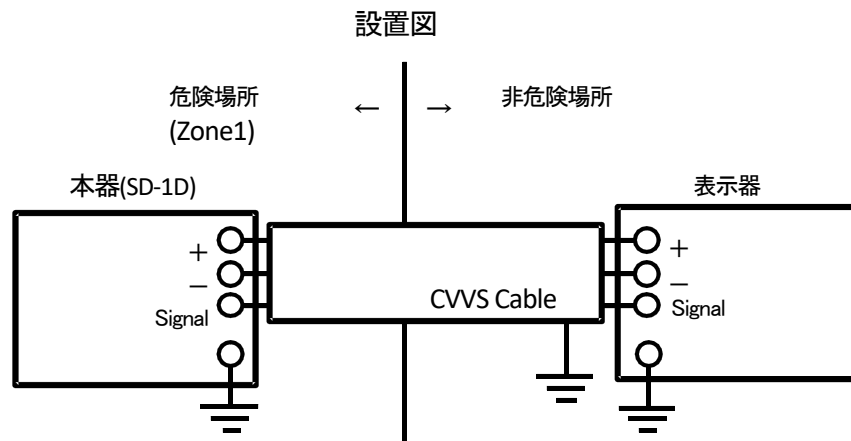 設置図
危険場所
(Zone1)
← →
非危険場所
本器(SD-1D)
表示器
+
−
Signal
CVVS Cable
+
−
Signal